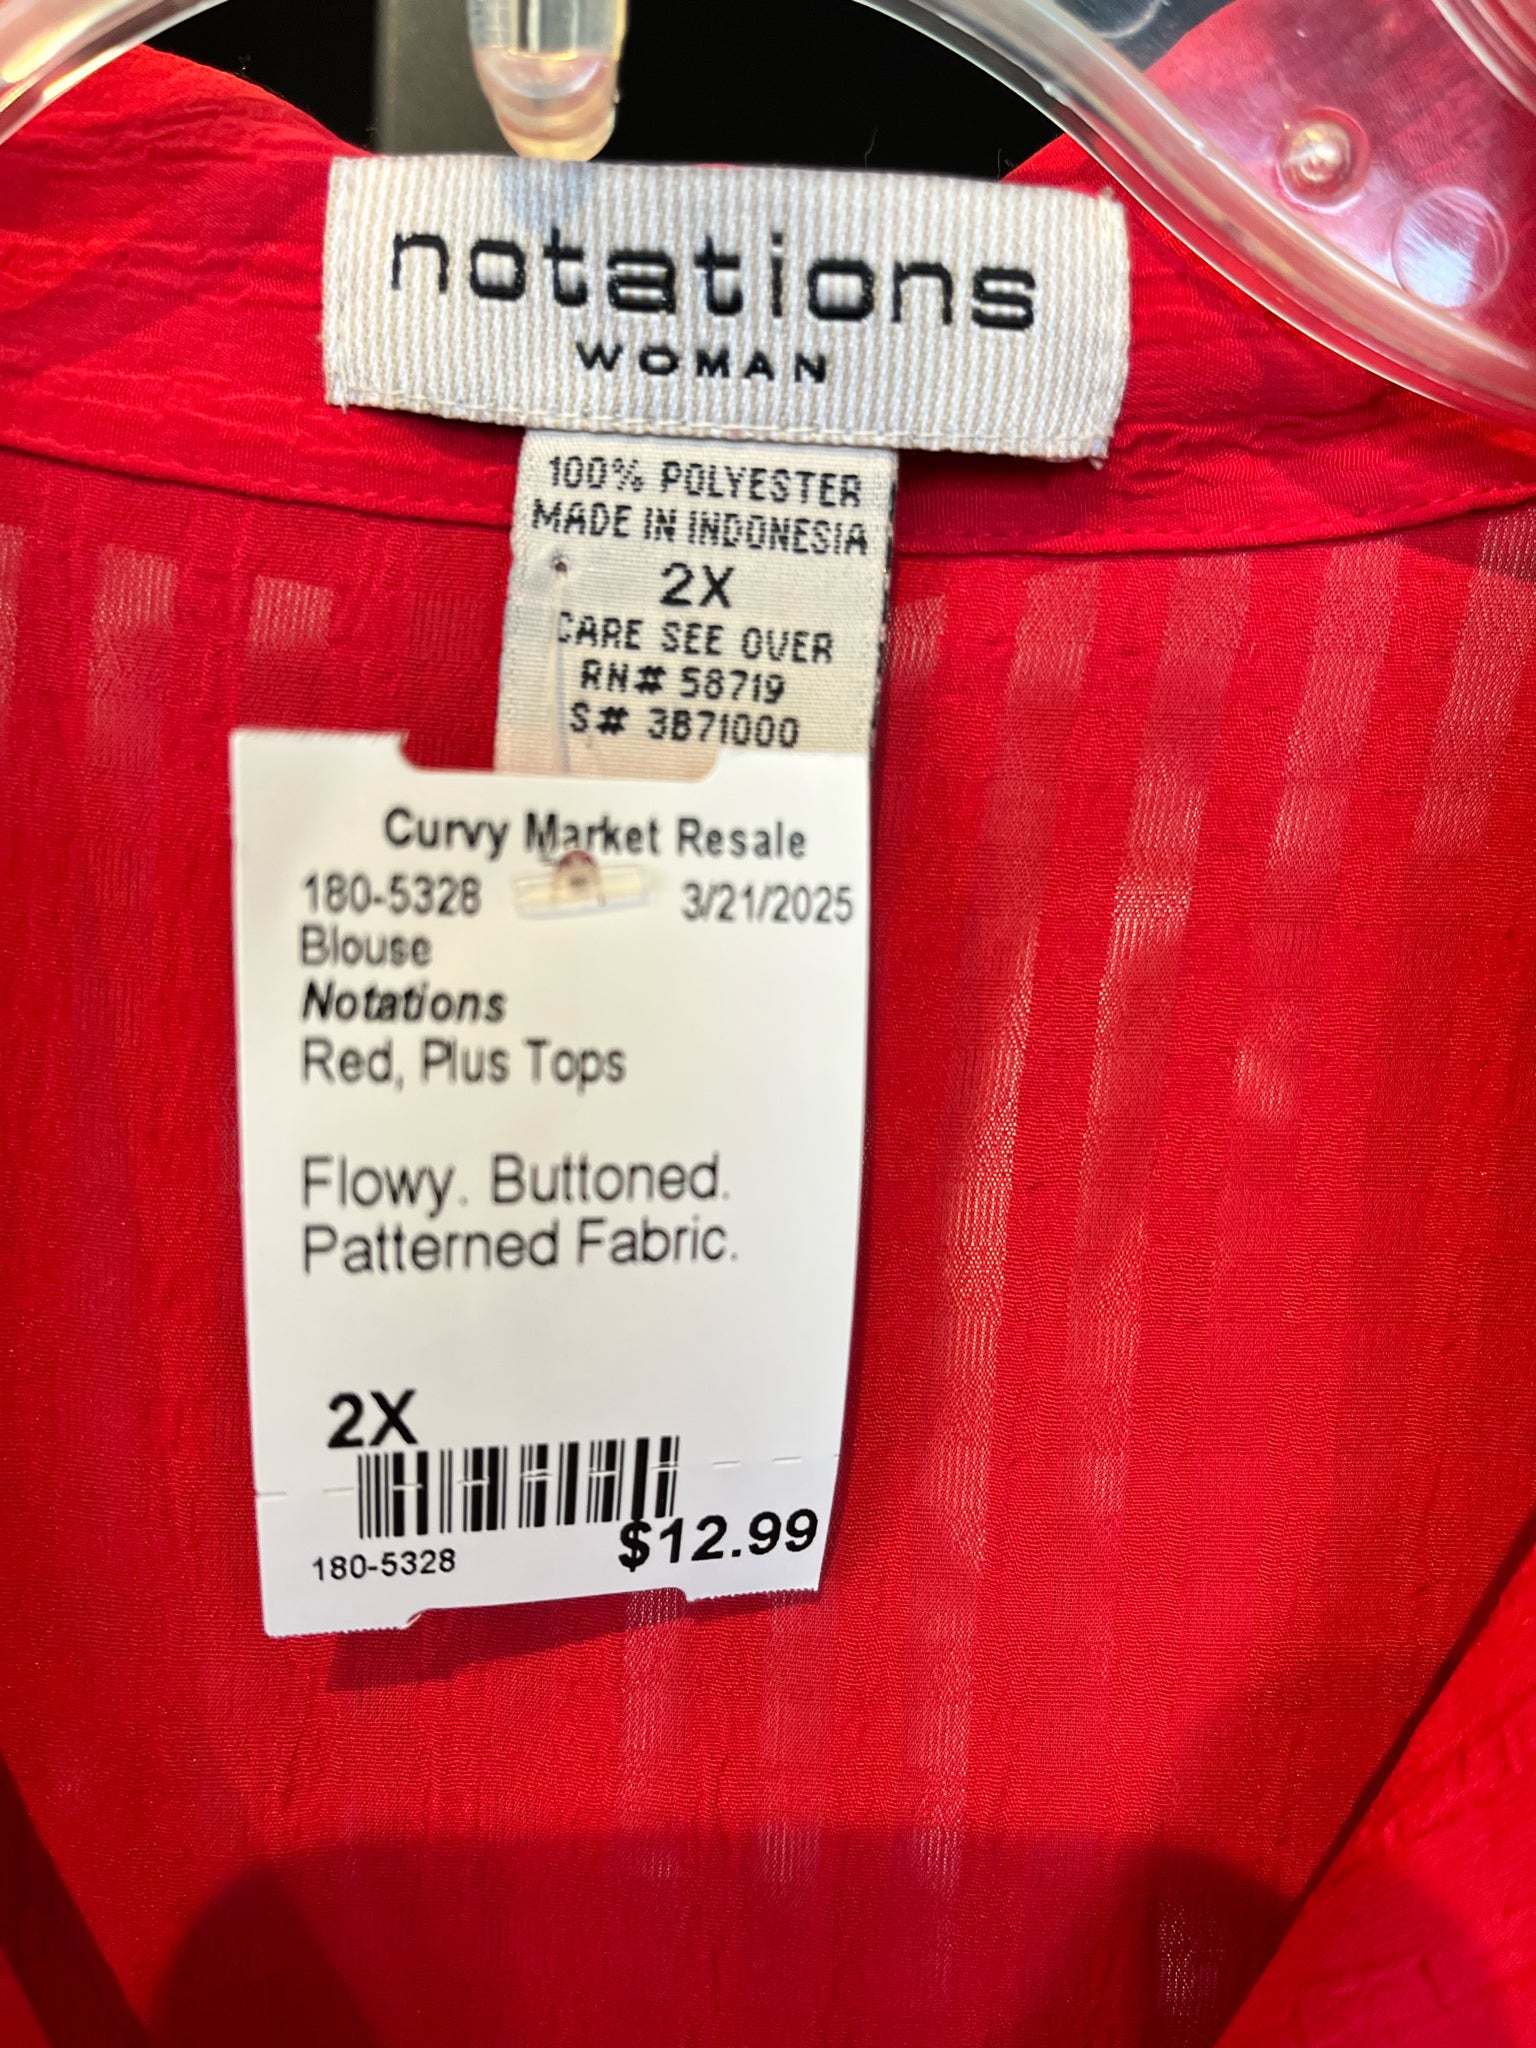 notations
WOMAN
100% POLYESTER
MADE IN INDONESIA
2X
CARE SEE OVER
RN# 58719
S# 3B71000
Curvy Market Resale
180-5328 3/21/2025
Blouse
Notations
Red, Plus Tops
Flowy. Buttoned.
Patterned Fabric.
2X
$12.99
180-5328